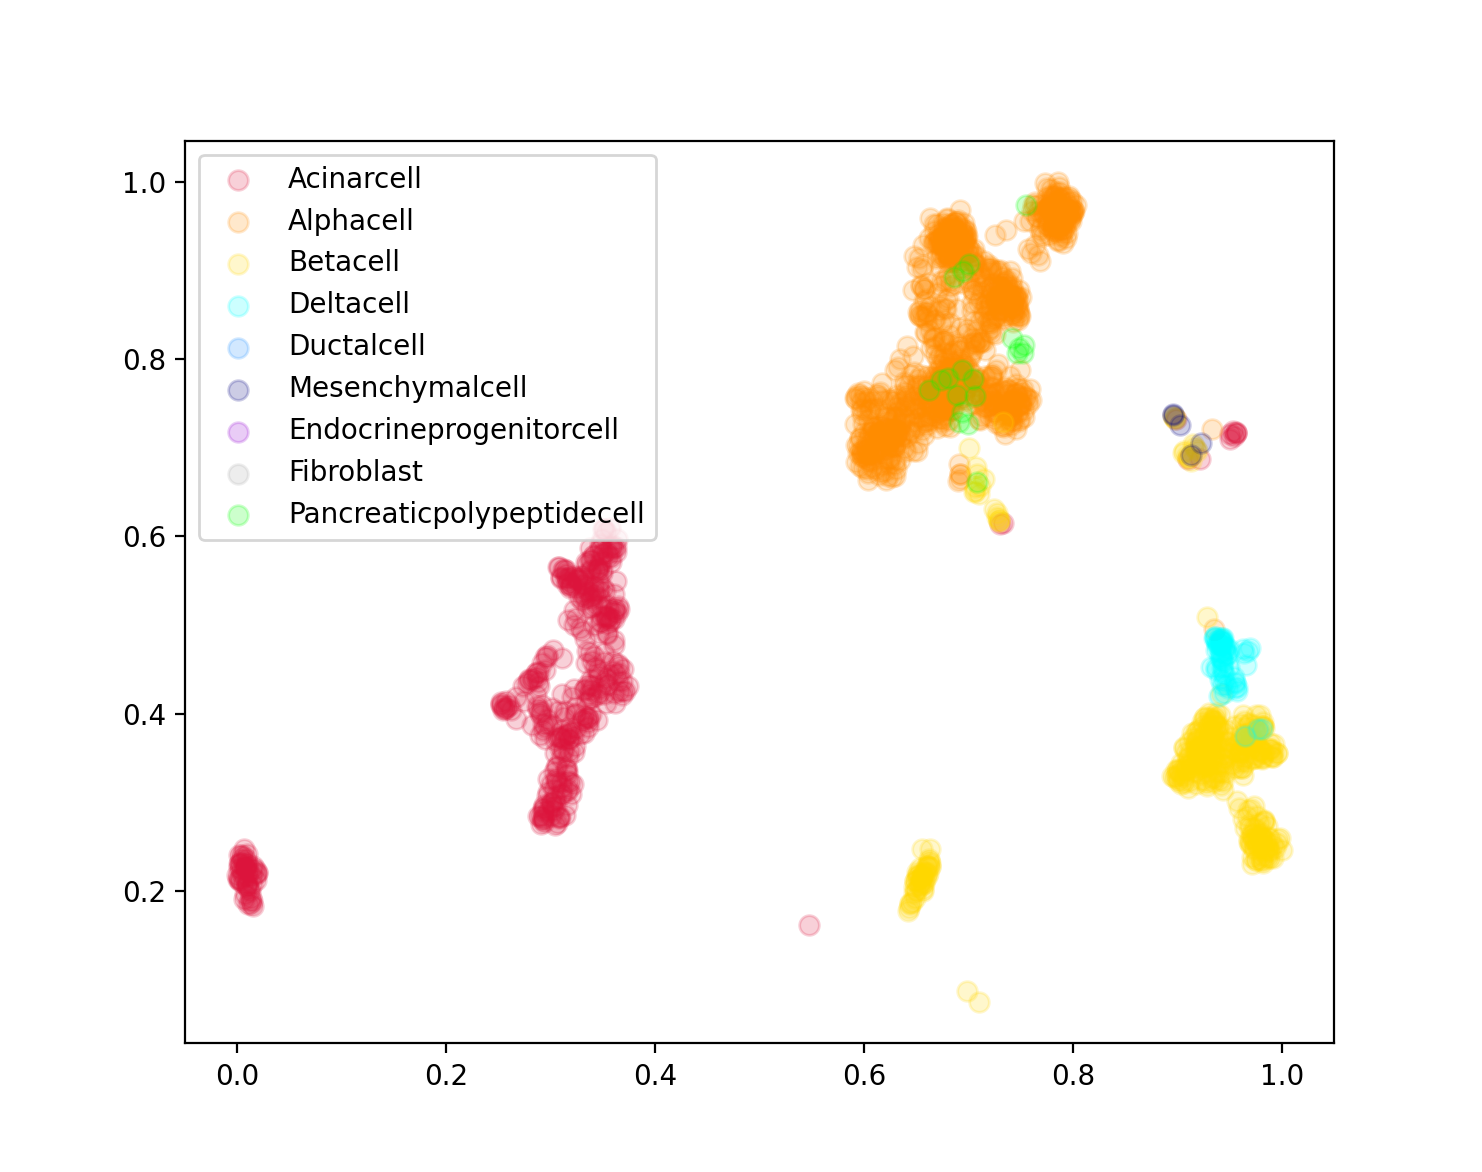 Acinarcell
Alphacell
Betacell
Deltacell
Ductalcell
Mesenchymalcell
Endocrineprogenitorcell
Fibroblast
Pancreaticpolypeptidecell
1.0
0.8
0.6
0.4
0.2
0.0 0.2 0.4 0.6 0.8 1.0